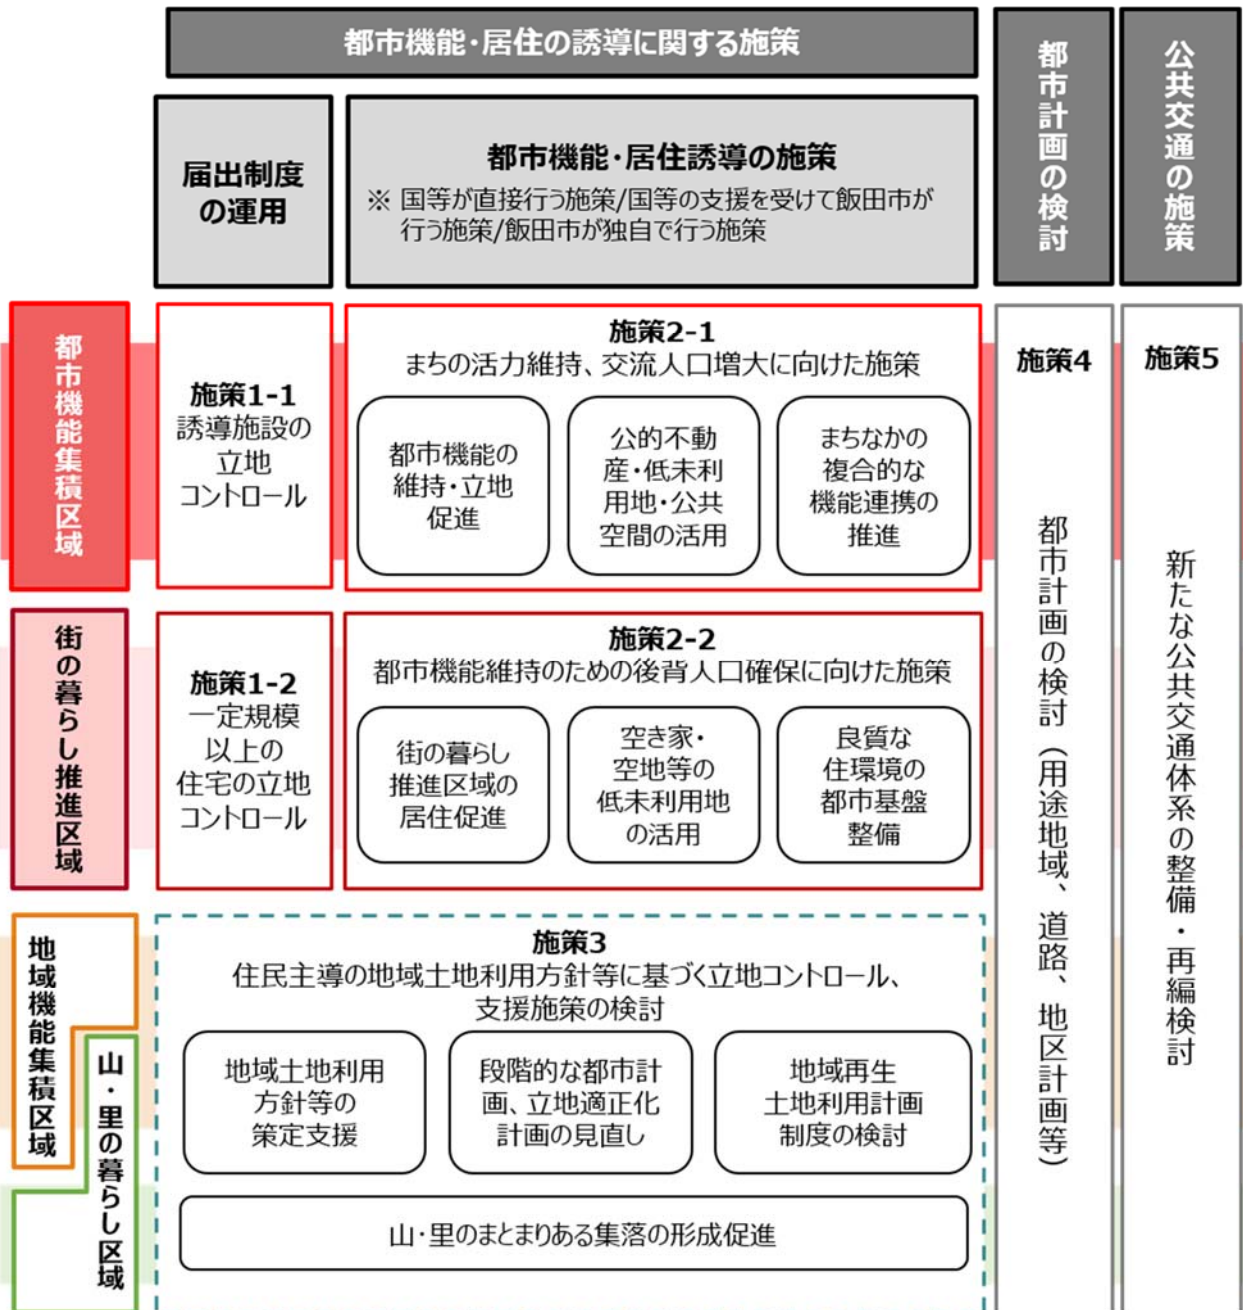 都市機能・居住の誘導に関する施策
都市計画の検討
公共交通の施策
届出制度
の運用
都市機能・居住誘導の施策
※ 国等が直接行う施策/国等の支援を受けて飯田市が
行う施策/飯田市が独自で行う施策
都市機能集積区域
施策1-1
誘導施設の
立地
コントロール
施策2-1
まちの活力維持、交流人口増大に向けた施策
都市機能の
維持・立地
促進
公的不動
産・低未利
用地・公共
空間の活用
まちなかの
複合的な
機能連携の
推進
街の暮らし推進区域
施策1-2
一定規模
以上の
住宅の立地
コントロール
施策2-2
都市機能維持のための後背人口確保に向けた施策
街の暮らし
推進区域の
居住促進
空き家・
空地等の
低未利用地
の活用
良質な
住環境の
都市基盤
整備
地域機能集積区域
山・里の暮らし区域
施策3
住民主導の地域土地利用方針等に基づく立地コントロール、
支援施策の検討
地域土地利用
方針等の
策定支援
段階的な都市計
画、立地適正化
計画の見直し
地域再生
土地利用計画
制度の検討
山・里のまとまりある集落の形成促進
施策4
都市計画の検討（用途地域、道路、地区計画等）
施策5
新たな公共交通体系の整備・再編検討